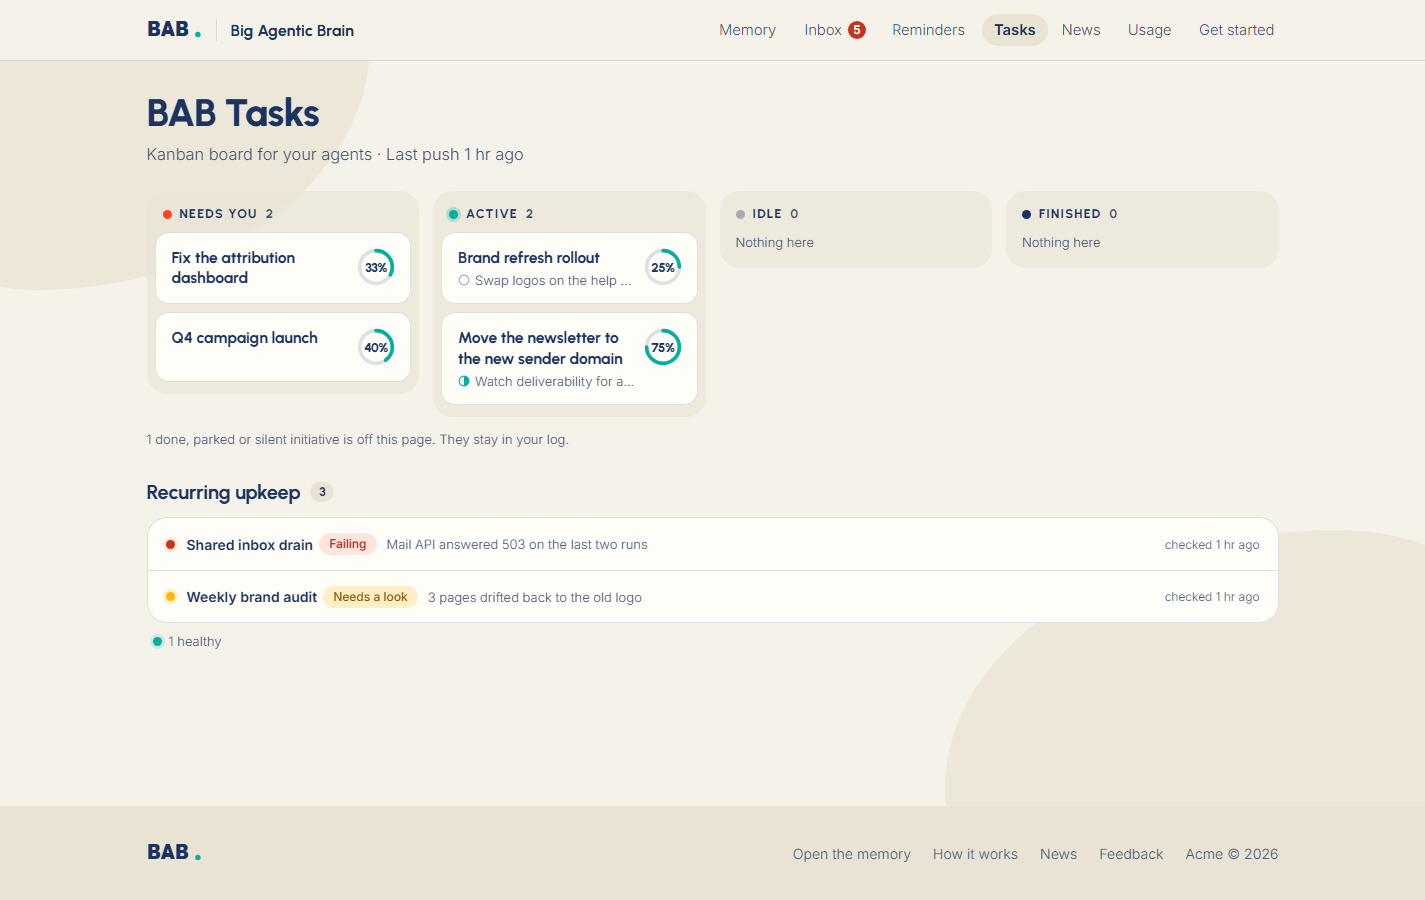 BAB.
Big Agentic Brain
Memory
Inbox 5
Reminders
Tasks
News
Usage
Get started
BAB Tasks
Kanban board for your agents · Last push 1 hr ago
NEEDS YOU 2
Fix the attribution
dashboard
33%
Q4 campaign launch
40%
ACTIVE 2
Brand refresh rollout
Swap logos on the help ...
25%
Move the newsletter to
the new sender domain
Watch deliverability for a...
75%
IDLE 0
Nothing here
FINISHED 0
Nothing here
1 done, parked or silent initiative is off this page. They stay in your log.
Recurring upkeep 3
Shared inbox drain Failing Mail API answered 503 on the last two runs checked 1 hr ago
Weekly brand audit Needs a look 3 pages drifted back to the old logo checked 1 hr ago
1 healthy
BAB.
Open the memory
How it works
News
Feedback
Acme © 2026